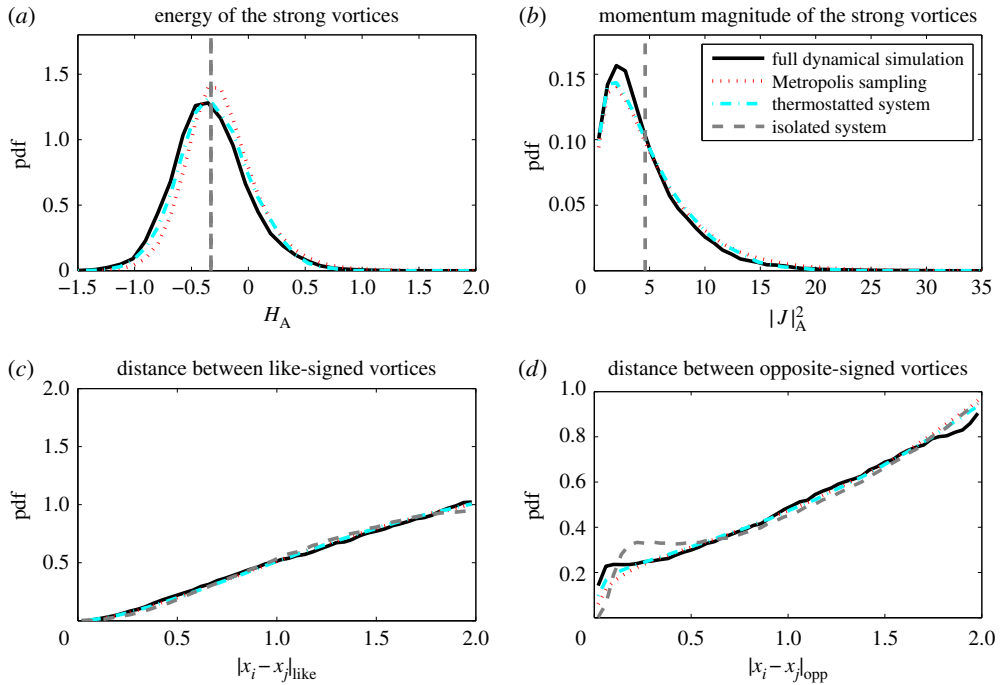 (a) energy of the strong vortices
pdf
1.5
1.0
0.5
0
−1.5 −1.0 −0.5 0 0.5 1.0 1.5 2.0
H_A
(b) momentum magnitude of the strong vortices
full dynamical simulation
Metropolis sampling
thermostatted system
isolated system
pdf
0.15
0.10
0.05
0 5 10 15 20 25 30 35
|J|²_A
(c) distance between like-signed vortices
pdf
2.0
1.5
1.0
0.5
0 0.5 1.0 1.5 2.0
|x_i − x_j|_like
(d) distance between opposite-signed vortices
pdf
1.0
0.8
0.6
0.4
0.2
0 0.5 1.0 1.5 2.0
|x_i − x_j|_opp